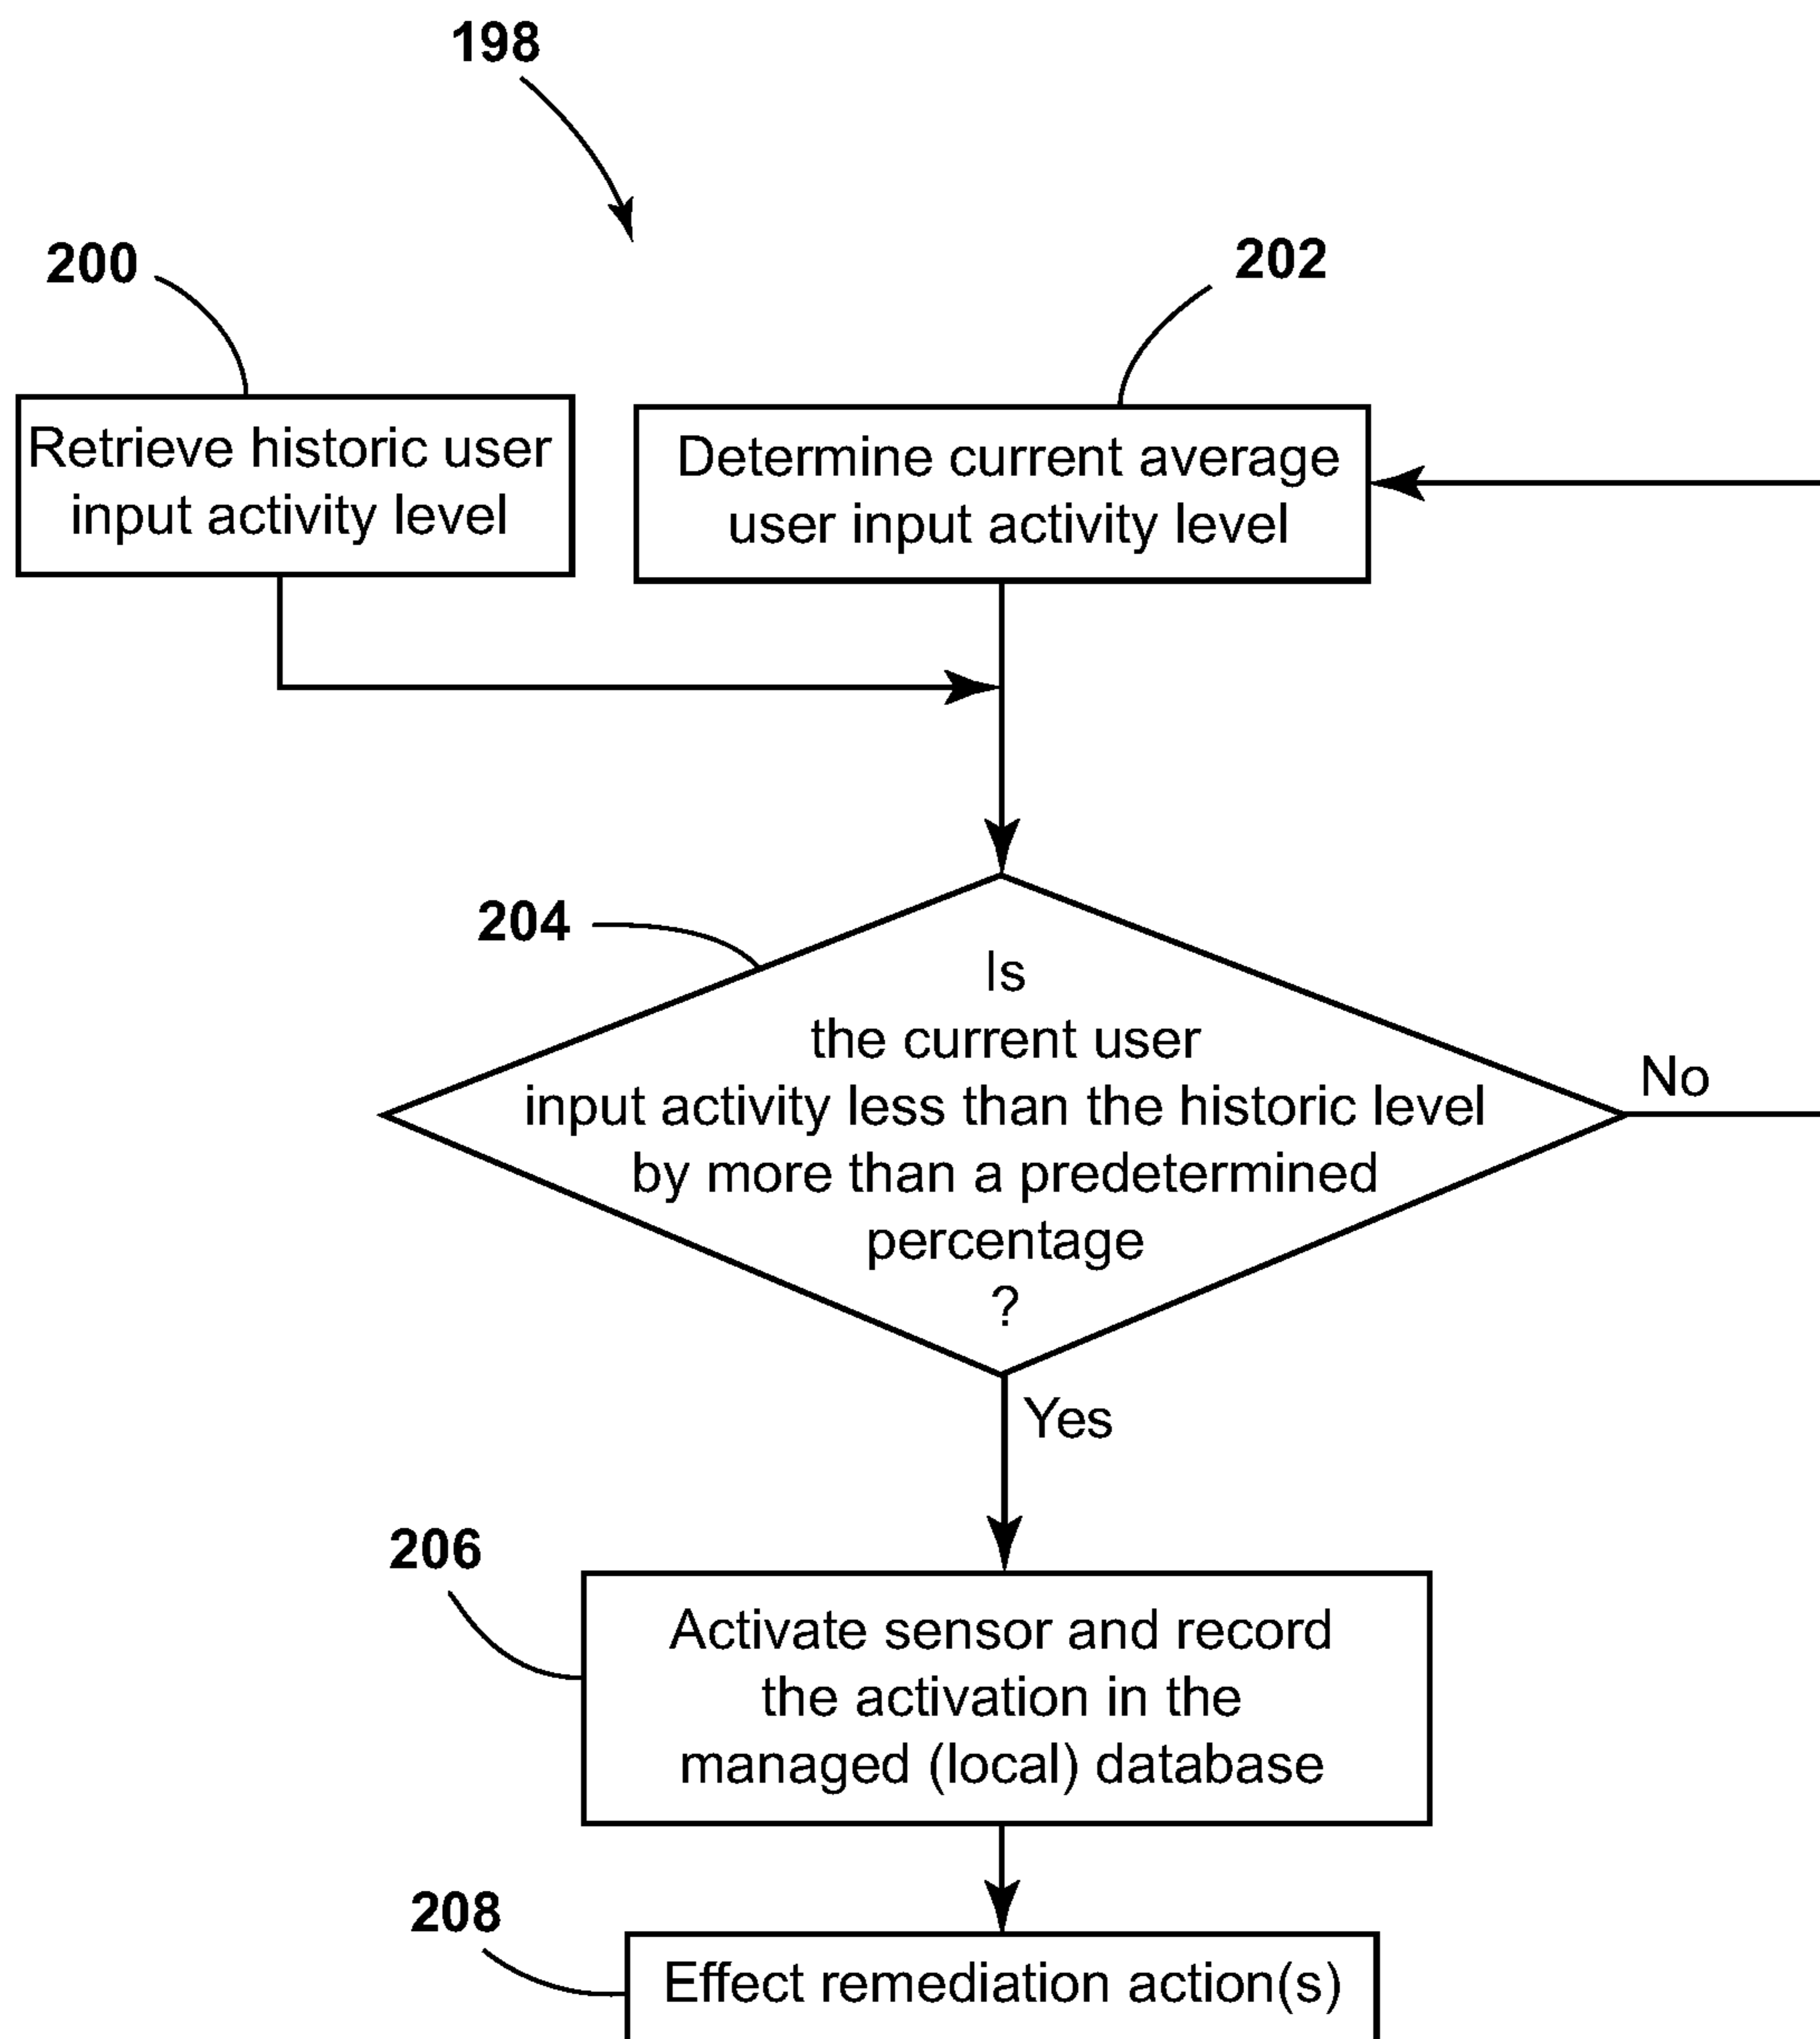 198
200
202
Retrieve historic user
input activity level
Determine current average
user input activity level
204
Is
the current user
input activity less than the historic level
by more than a predetermined
percentage
?
No
Yes
206
Activate sensor and record
the activation in the
managed (local) database
208
Effect remediation action(s)